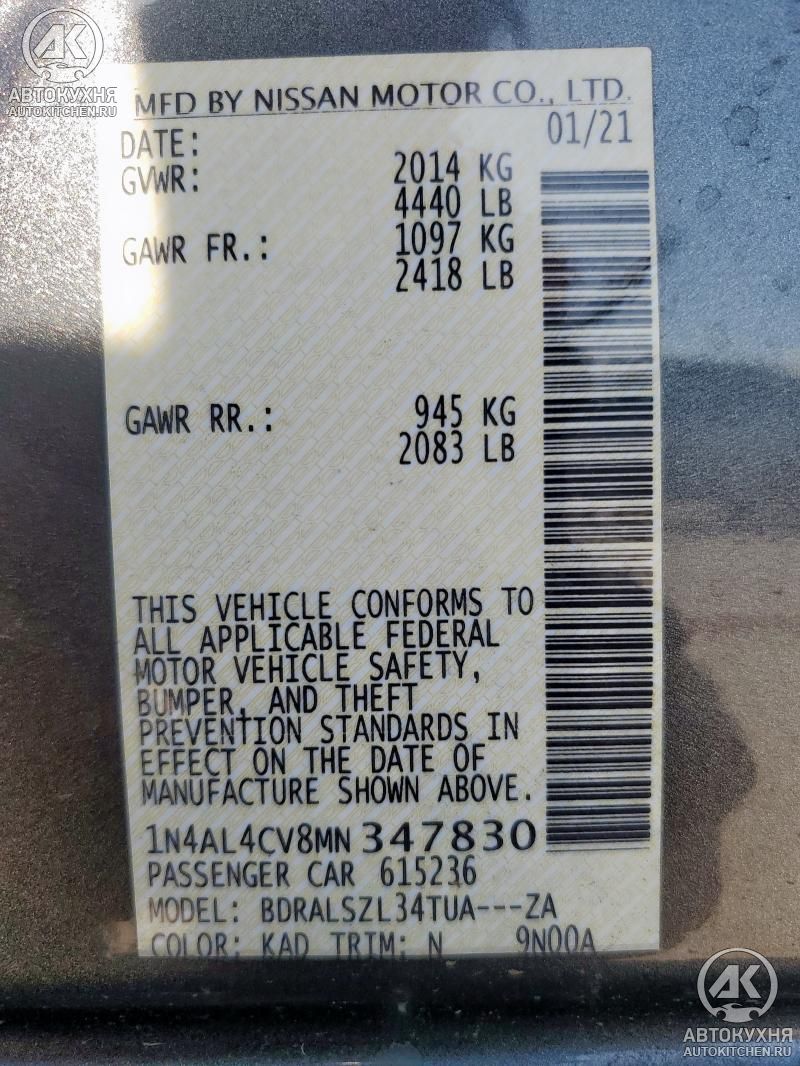 АК
АВТОКУХНЯ
AUTOKITCHEN.RU
MFD BY NISSAN MOTOR CO., LTD.
DATE: 01/21
GVWR: 2014 KG
4440 LB
GAWR FR.: 1097 KG
2418 LB
GAWR RR.: 945 KG
2083 LB
THIS VEHICLE CONFORMS TO
ALL APPLICABLE FEDERAL
MOTOR VEHICLE SAFETY,
BUMPER, AND THEFT
PREVENTION STANDARDS IN
EFFECT ON THE DATE OF
MANUFACTURE SHOWN ABOVE.
1N4AL4CV8MN347830
PASSENGER CAR 615236
MODEL: BDRALSZL34TUA---ZA
COLOR: KAD TRIM: N 9N00A
АК
АВТОКУХНЯ
AUTOKITCHEN.RU